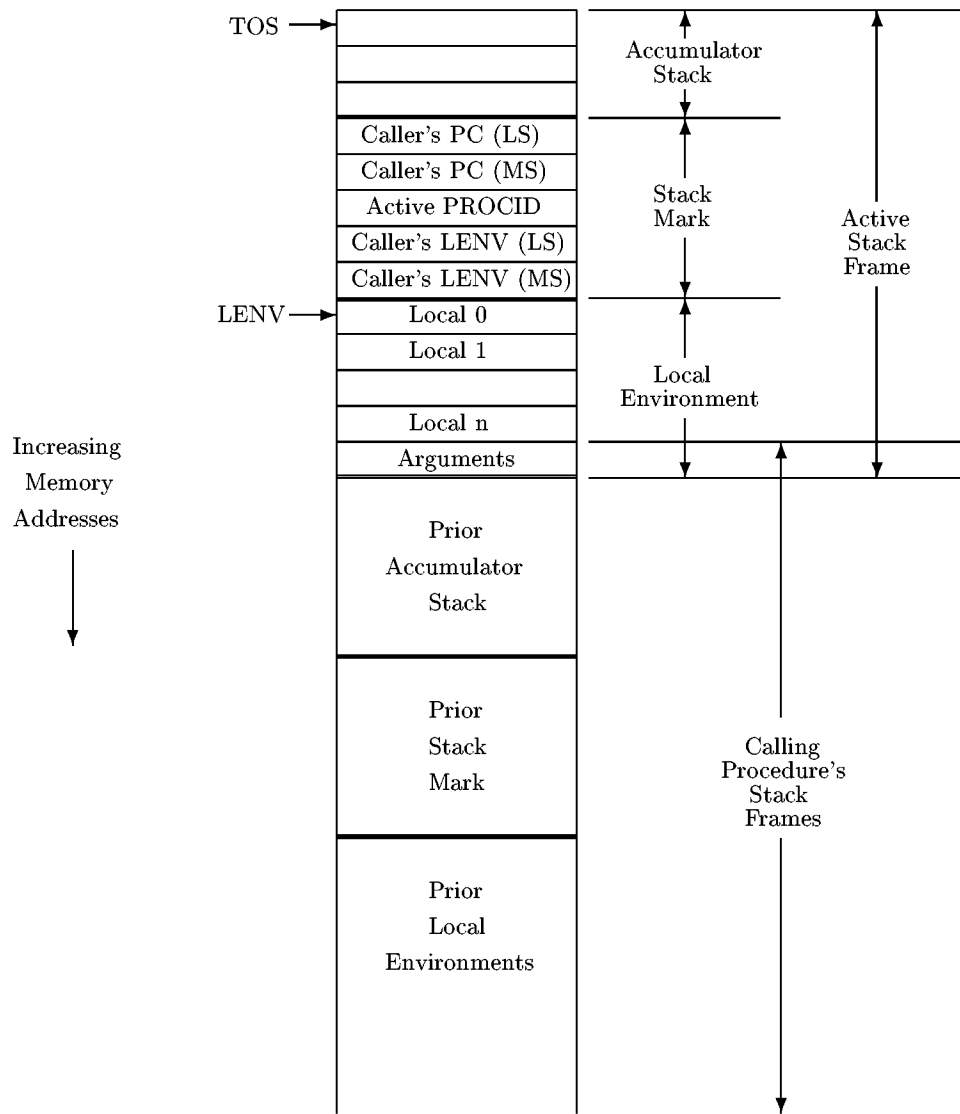 TOS
Accumulator
Stack
Caller's PC (LS)
Caller's PC (MS)
Active PROCID
Caller's LENV (LS)
Caller's LENV (MS)
Stack
Mark
Active
Stack
Frame
LENV
Local 0
Local 1
Local n
Arguments
Local
Environment
Increasing
Memory
Addresses
Prior
Accumulator
Stack
Prior
Stack
Mark
Calling
Procedure's
Stack
Frames
Prior
Local
Environments